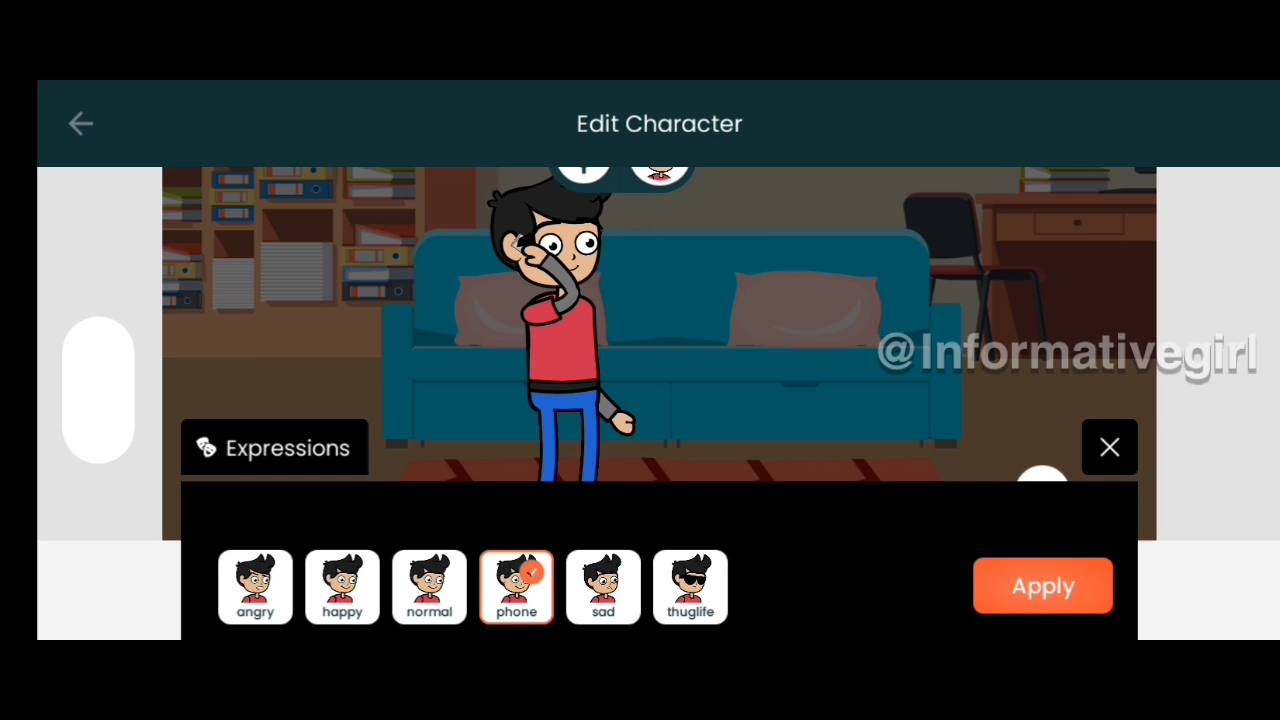 Edit Character
@Informativegirl
Expressions
angry
happy
normal
phone
sad
thuglife
Apply